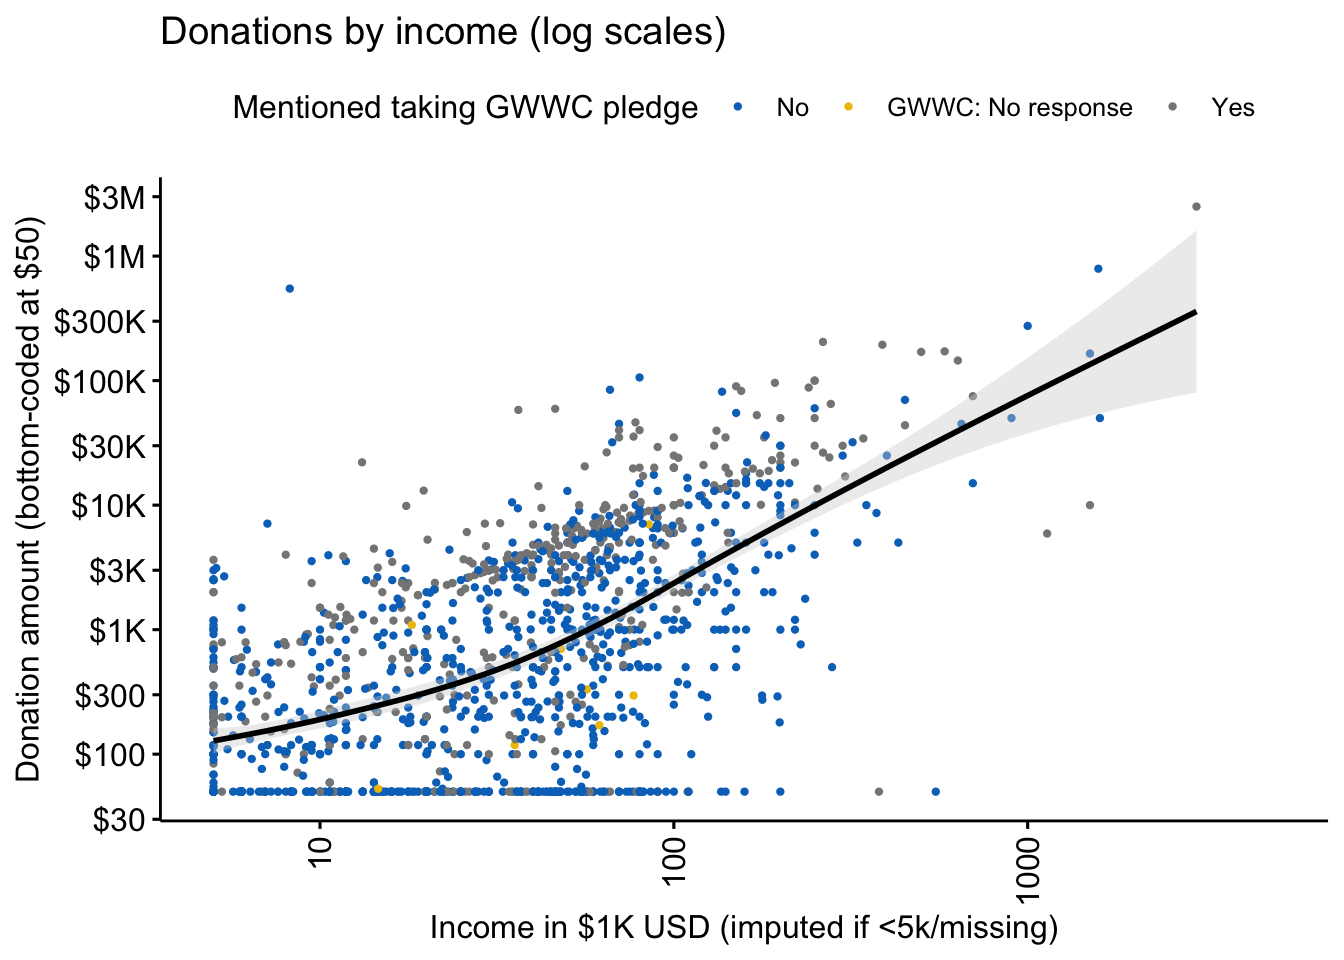 Donations by income (log scales)
Mentioned taking GWWC pledge No GWWC: No response Yes
Donation amount (bottom-coded at $50)
$3M
$1M
$300K
$100K
$30K
$10K
$3K
$1K
$300
$100
$30
10 100 1000
Income in $1K USD (imputed if <5k/missing)